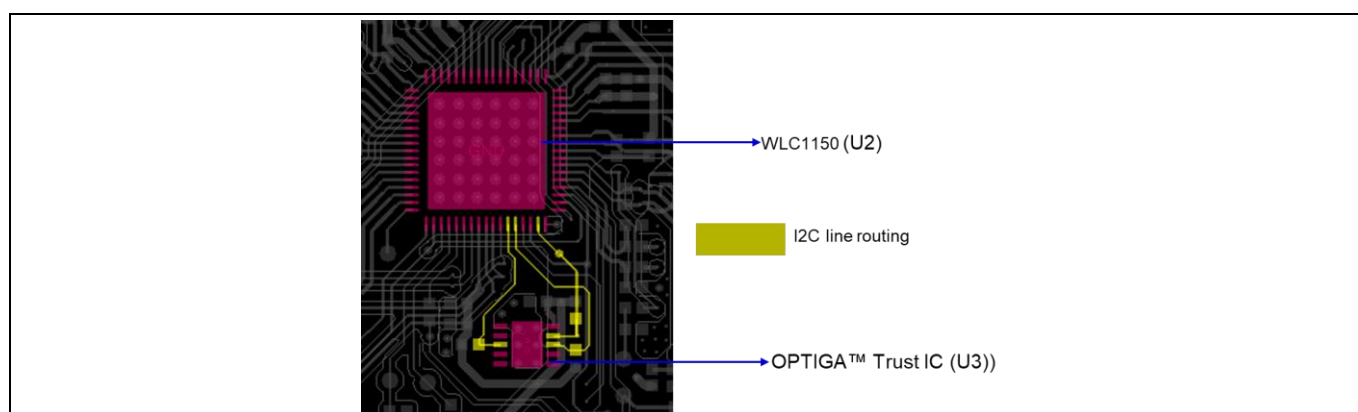 WLC1150 (U2)
I2C line routing
OPTIGA™ Trust IC (U3))